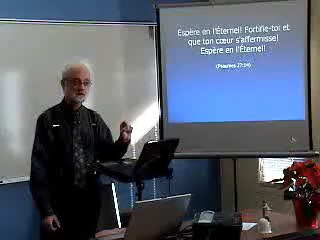 Espère en l'Éternel! Fortifie-toi et
que ton cœur s'affermisse!
Espère en l'Éternel!
(Psaumes 27:14)